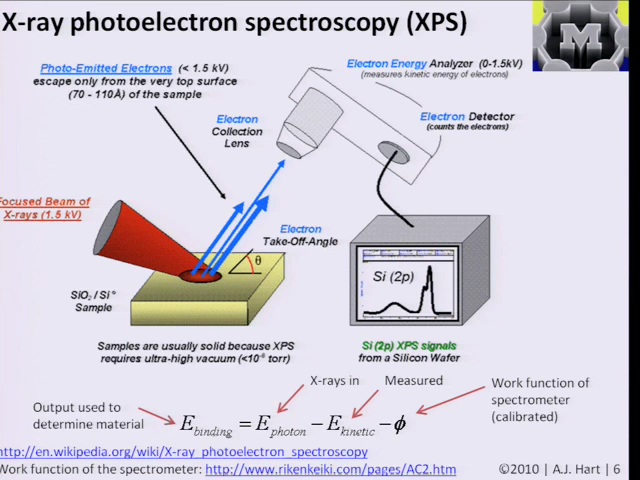 X-ray photoelectron spectroscopy (XPS)
M
Photo-Emitted Electrons (< 1.5 kV)
escape only from the very top surface
(70 - 110Å) of the sample
Electron Energy Analyzer (0-1.5kV)
(measures kinetic energy of electrons)
Electron
Collection
Lens
Electron Detector
(counts the electrons)
Focused Beam of
X-rays (1.5 kV)
Electron
Take-Off-Angle
θ
Si (2p)
SiO₂ / Si°
Sample
Samples are usually solid because XPS
requires ultra-high vacuum (<10⁻⁸ torr)
Si (2p) XPS signals
from a Silicon Wafer
X-rays in
Measured
Work function of
spectrometer
(calibrated)
Output used to
determine material
E binding = E photon − E kinetic − ϕ
http://en.wikipedia.org/wiki/X-ray_photoelectron_spectroscopy
Work function of the spectrometer: http://www.rikenkeiki.com/pages/AC2.htm
©2010 | A.J. Hart | 6